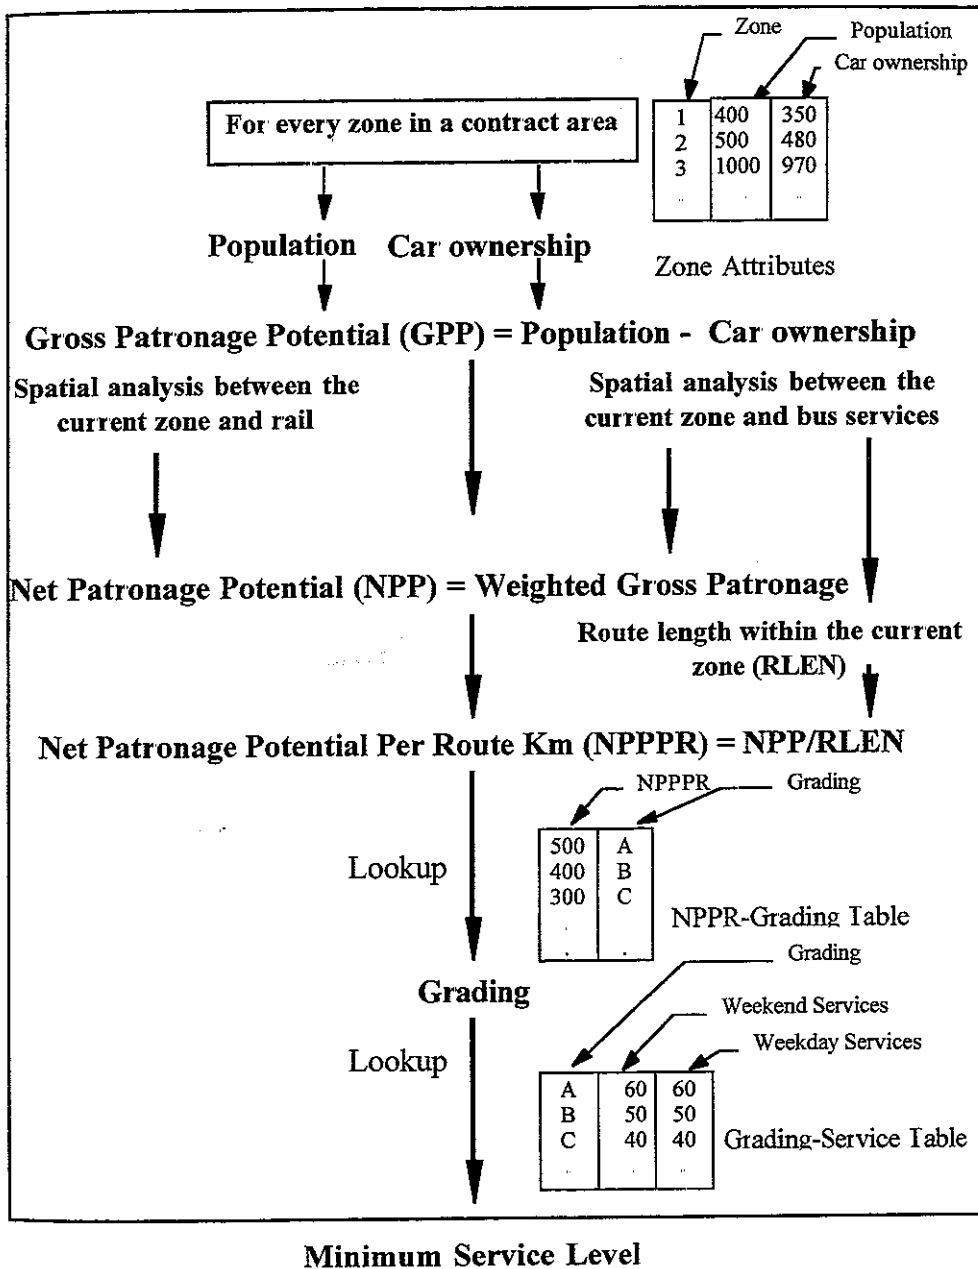 Zone
Population
Car ownership
For every zone in a contract area
1 400 350
2 500 480
3 1000 970
.. .. ..
Population Car ownership
Zone Attributes
Gross Patronage Potential (GPP) = Population - Car ownership
Spatial analysis between the
current zone and rail
Spatial analysis between the
current zone and bus services
Net Patronage Potential (NPP) = Weighted Gross Patronage
Route length within the current
zone (RLEN)
Net Patronage Potential Per Route Km (NPPPR) = NPP/RLEN
NPPPR Grading
500 A
400 B
300 C
. .
Lookup
NPPR-Grading Table
Grading
Grading
Weekend Services
Weekday Services
Lookup
A 60 60
B 50 50
C 40 40
.. .. ..
Grading-Service Table
Minimum Service Level